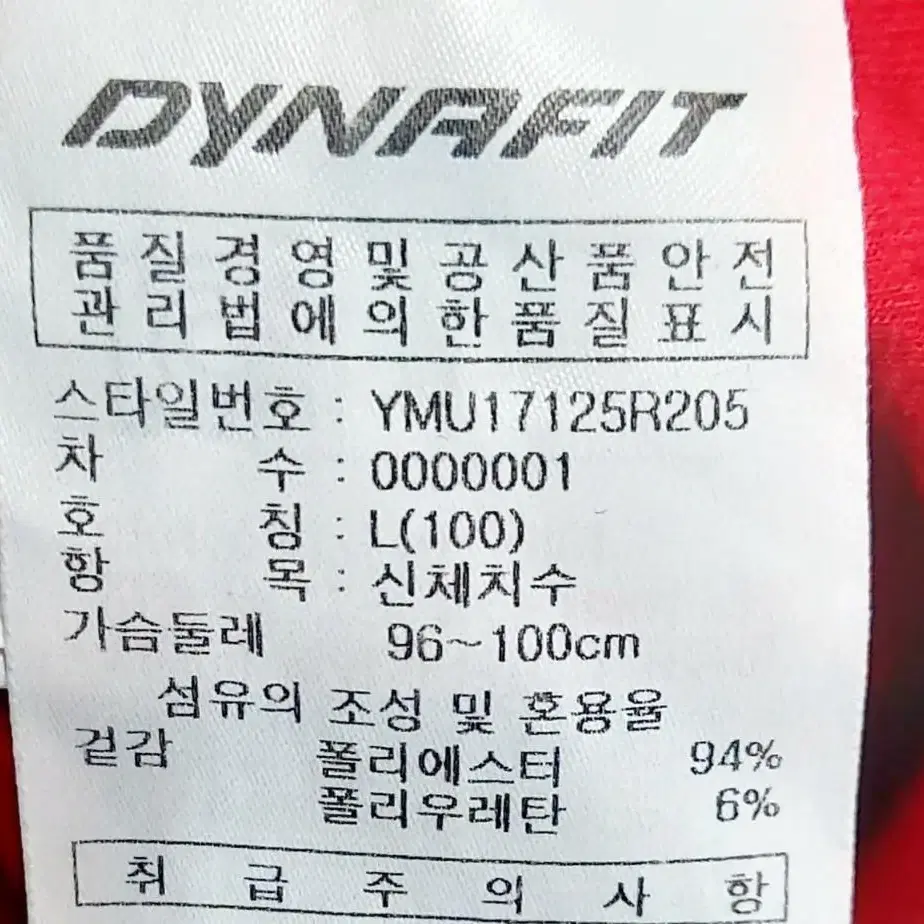 DYNAFIT
품질경영및공산품안전
관리법에의한품질표시
스타일번호 : YMU17125R205
차 수 : 0000001
호 칭 : L(100)
항 목 : 신체치수
가슴둘레 96~100cm
섬유의 조성 및 혼용율
겉감 폴리에스터 94%
폴리우레탄 6%
취급주의사항